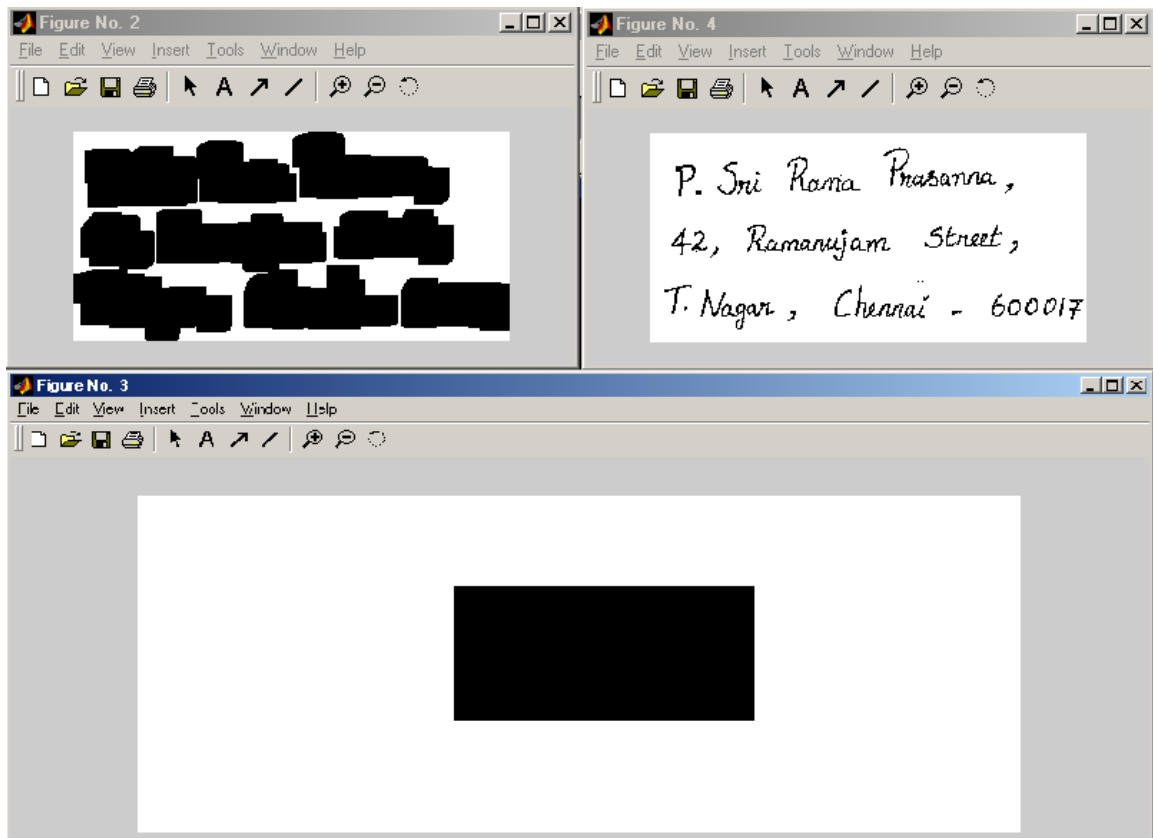 Figure No. 2
File Edit View Insert Tools Window Help
Figure No. 4
File Edit View Insert Tools Window Help
P. Sri Rama Prasanna,
42, Ramanujam Street,
T. Nagar, Chennai - 600017
Figure No. 3
File Edit View Insert Tools Window Help